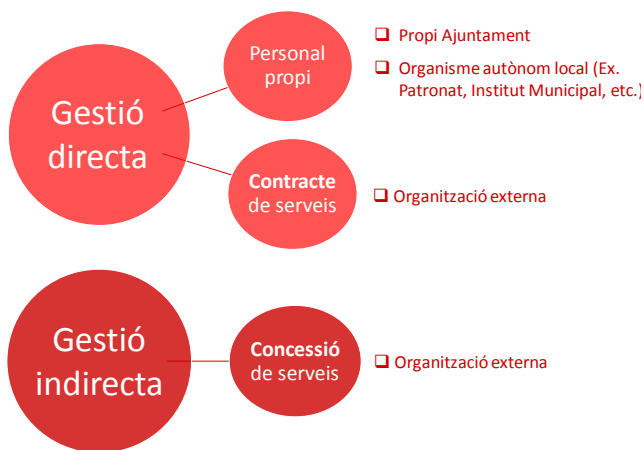 Gestió
directa
Personal
propi
❑ Propi Ajuntament
❑ Organisme autònom local (Ex.
Patronat, Institut Municipal, etc.)
Contracte
de serveis
❑ Organització externa
Gestió
indirecta
Concessió
de serveis
❑ Organització externa